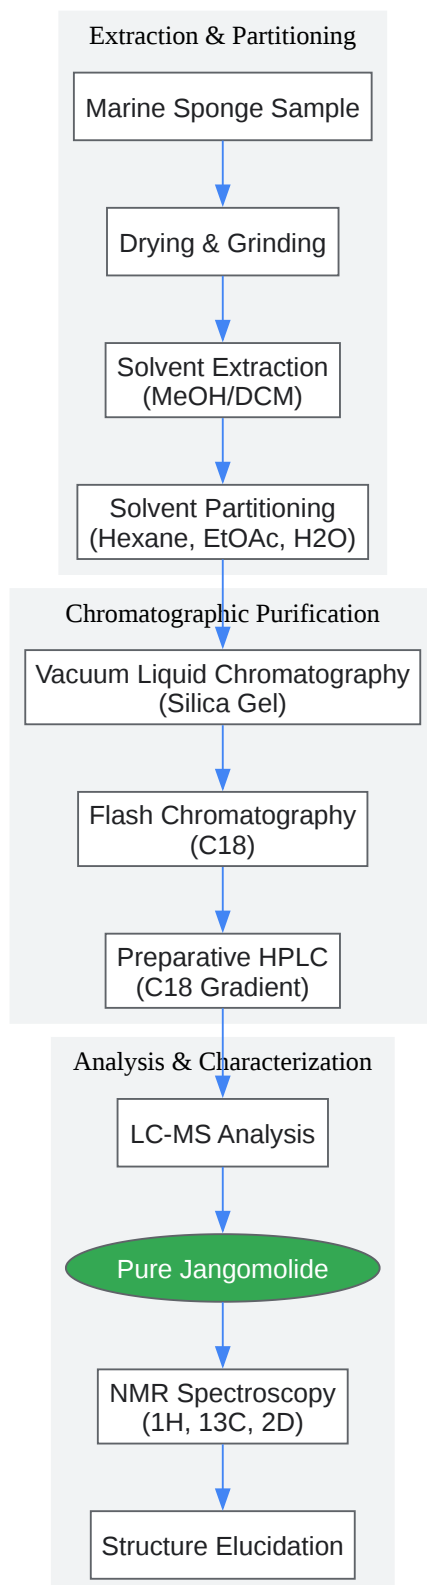 Extraction & Partitioning
Marine Sponge Sample
Drying & Grinding
Solvent Extraction
(MeOH/DCM)
Solvent Partitioning
(Hexane, EtOAc, H2O)
Chromatographic Purification
Vacuum Liquid Chromatography
(Silica Gel)
Flash Chromatography
(C18)
Preparative HPLC
(C18 Gradient)
Analysis & Characterization
LC-MS Analysis
Pure Jangomolide
NMR Spectroscopy
(1H, 13C, 2D)
Structure Elucidation